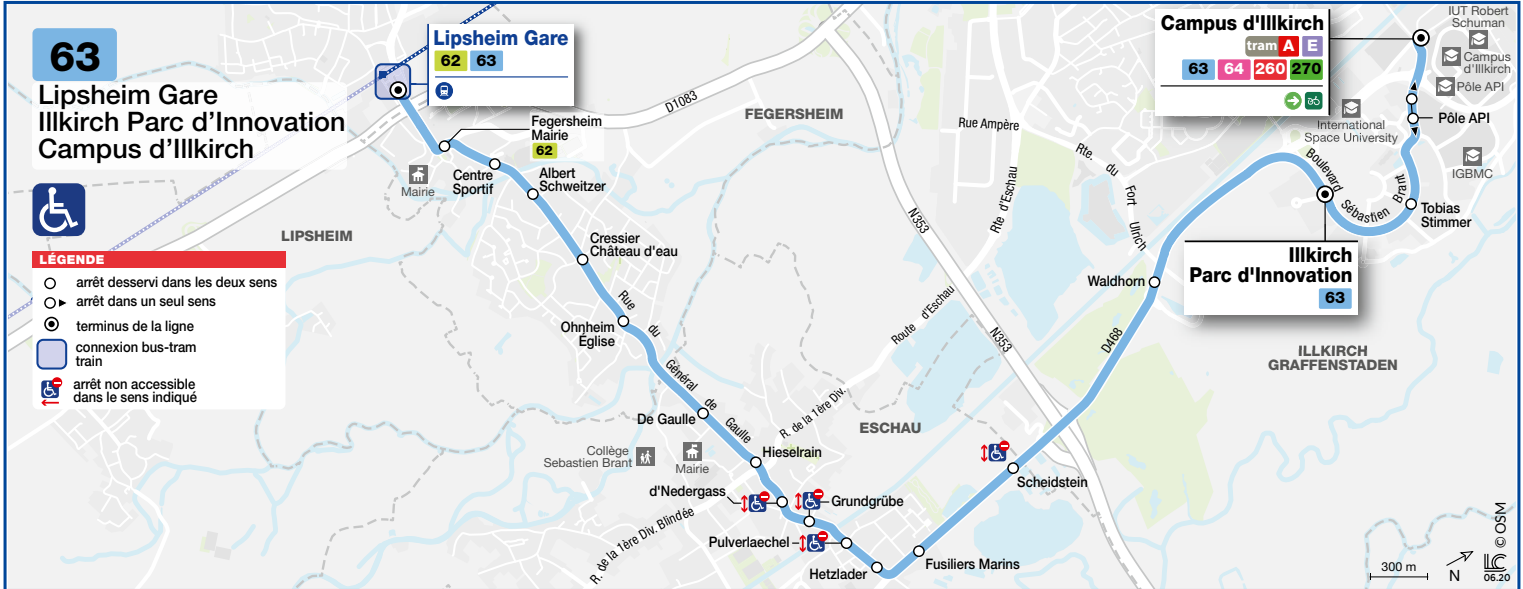 63
Lipsheim Gare
Illkirch Parc d'Innovation
Campus d'Illkirch
LÉGENDE
arrêt desservi dans les deux sens
arrêt dans un seul sens
terminus de la ligne
connexion bus-tram
train
arrêt non accessible
dans le sens indiqué
Lipsheim Gare
62 63
Fegersheim
Mairie
62
Mairie
Centre
Sportif
Albert
Schweitzer
D1083
FEGERSHEIM
LIPSHEIM
Cressier
Château d'eau
Ohnheim
Église
Rue du Général de Gaulle
De Gaulle
Collège
Sebastien Brant
Mairie
Hieselrain
R. de la 1ère Div.
d'Nedergass
Grundgrübe
R. de la 1ère Div. Blindée
Pulverlaechel
Hetzlader
Fusiliers Marins
Scheidstein
ESCHAU
Route d'Eschau
N353
N353
Rue Ampère
Rte d'Eschau
Rte. du Fort Ulrich
Waldhorn
D468
Campus d'Illkirch
tram A E
63 64 260 270
International
Space University
Boulevard Sébastien Brant
Illkirch
Parc d'Innovation
63
Tobias
Stimmer
Pôle API
IUT Robert
Schuman
Campus
d'Illkirch
Pôle API
IGBMC
ILLKIRCH
GRAFFENSTADEN
300 m
N
LC
06.20
© OSM